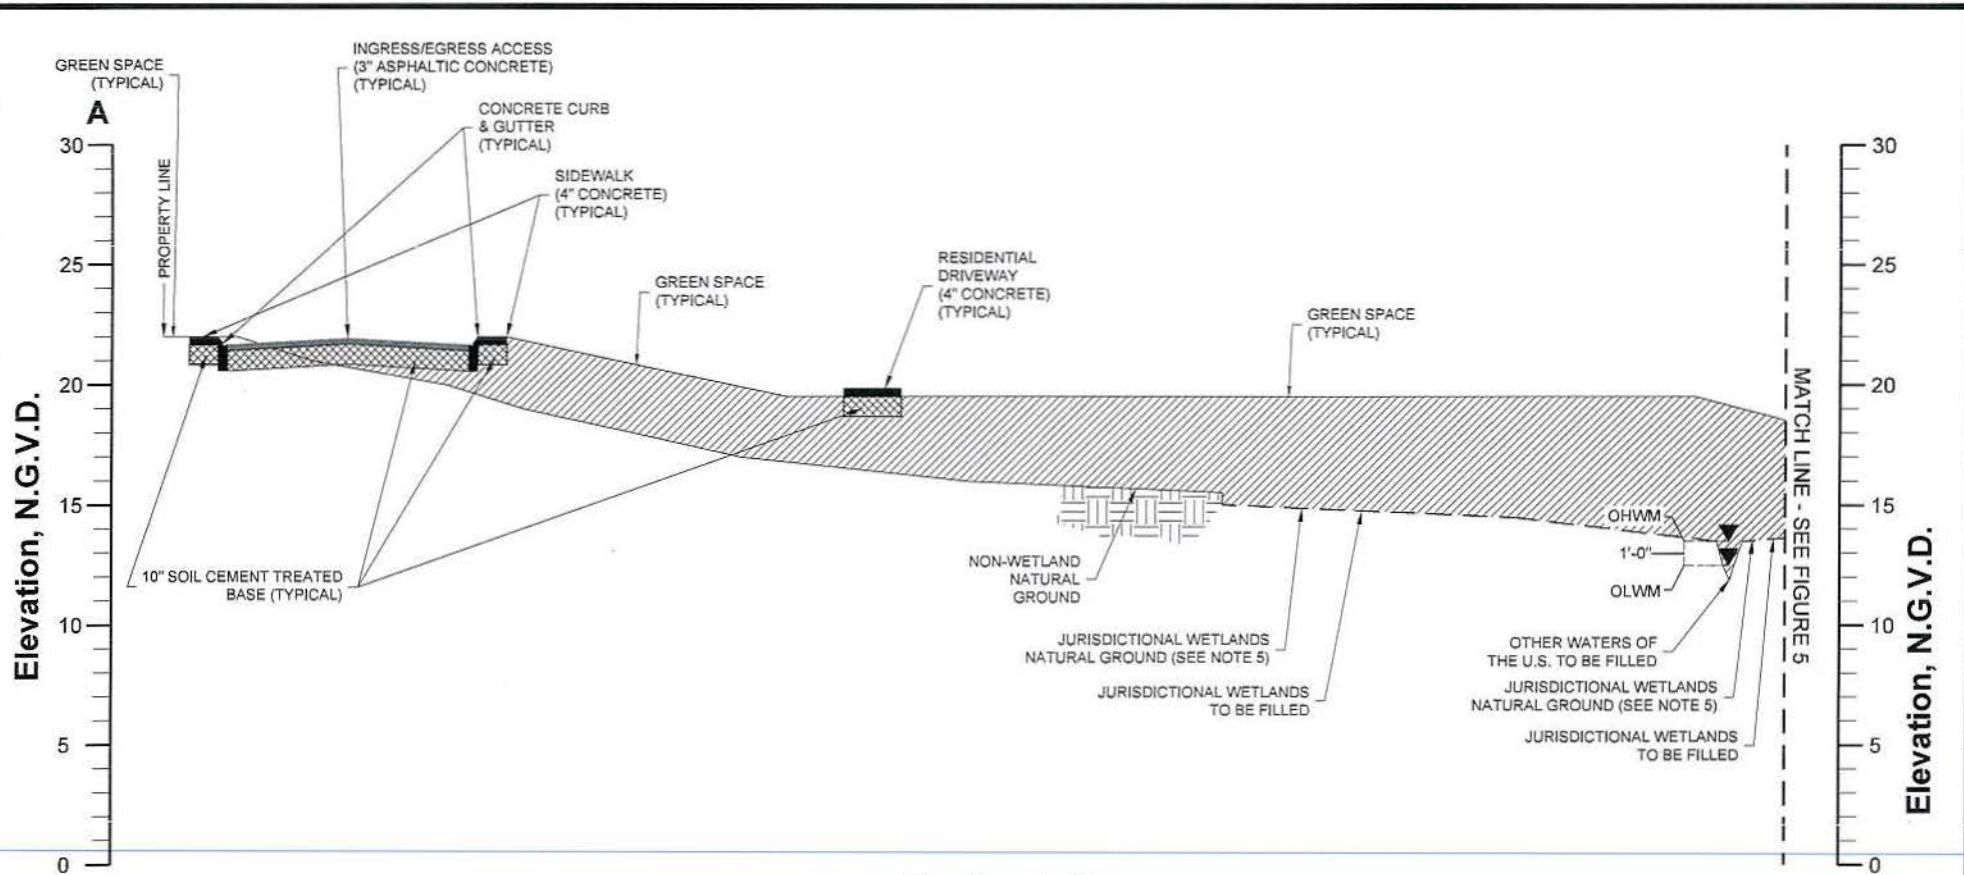 GREEN SPACE
(TYPICAL)
INGRESS/EGRESS ACCESS
(3" ASPHALTIC CONCRETE)
(TYPICAL)
A
CONCRETE CURB
& GUTTER
(TYPICAL)
SIDEWALK
(4" CONCRETE)
(TYPICAL)
PROPERTY LINE
GREEN SPACE
(TYPICAL)
RESIDENTIAL
DRIVEWAY
(4" CONCRETE)
(TYPICAL)
GREEN SPACE
(TYPICAL)
30
25
20
15
10
5
0
Elevation, N.G.V.D.
10" SOIL CEMENT TREATED
BASE (TYPICAL)
NON-WETLAND
NATURAL
GROUND
JURISDICTIONAL WETLANDS
NATURAL GROUND (SEE NOTE 5)
JURISDICTIONAL WETLANDS
TO BE FILLED
OHWM
1'-0"
OLWM
OTHER WATERS OF
THE U.S. TO BE FILLED
JURISDICTIONAL WETLANDS
NATURAL GROUND (SEE NOTE 5)
JURISDICTIONAL WETLANDS
TO BE FILLED
MATCH LINE - SEE FIGURE 5
30
25
20
15
10
5
0
Elevation, N.G.V.D.